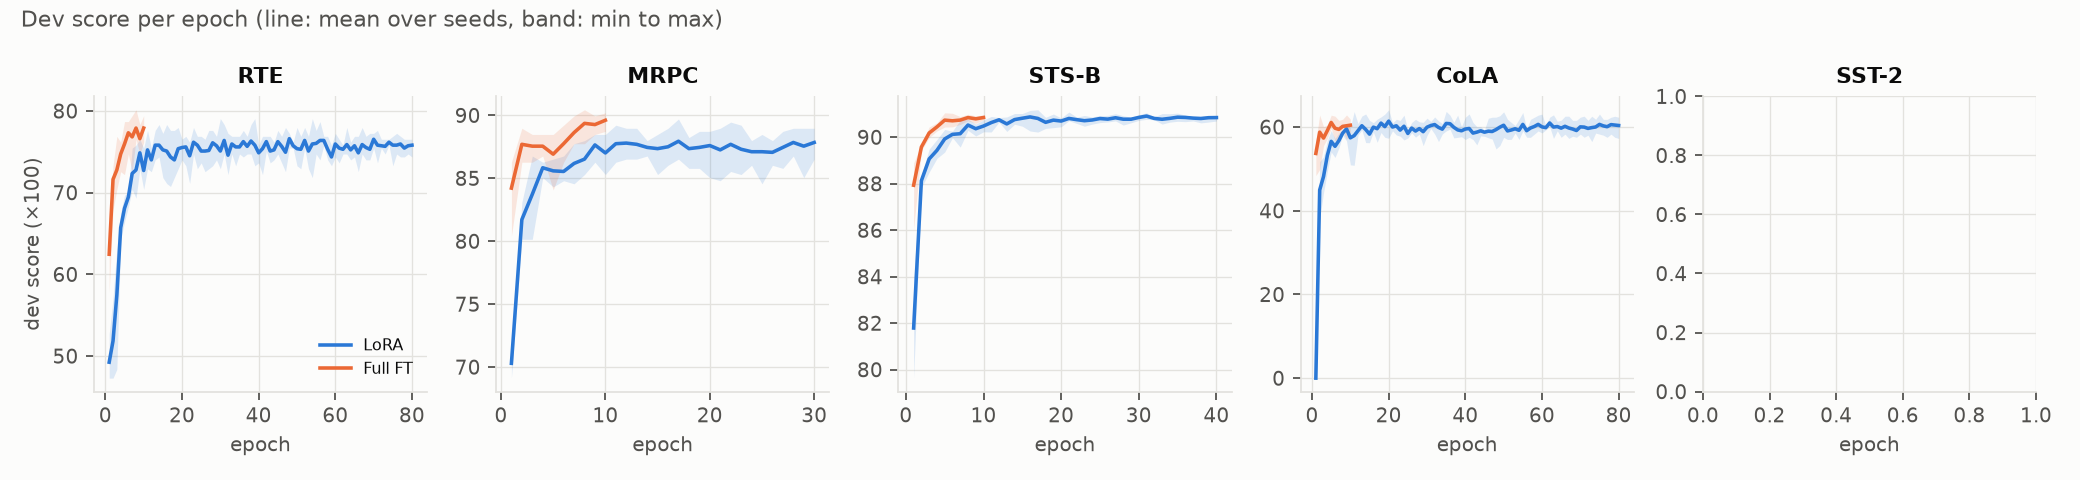 Dev score per epoch (line: mean over seeds, band: min to max)
RTE
dev score (×100)
80
70
60
50
LoRA
Full FT
0 20 40 60 80
epoch
MRPC
90
85
80
75
70
0 10 20 30
epoch
STS-B
90
88
86
84
82
80
0 10 20 30 40
epoch
CoLA
60
40
20
0
0 20 40 60 80
epoch
SST-2
1.0
0.8
0.6
0.4
0.2
0.0
0.0 0.2 0.4 0.6 0.8 1.0
epoch